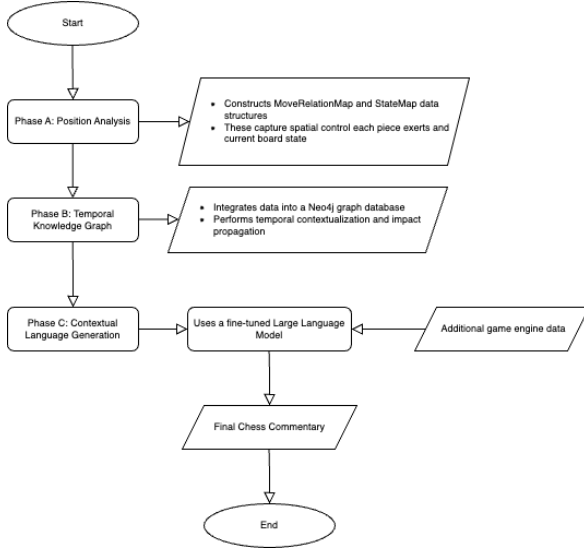 Start
Phase A: Position Analysis
• Constructs MoveRelationMap and StateMap data
structures
• These capture spatial control each piece exerts and
current board state
Phase B: Temporal
Knowledge Graph
• Integrates data into a Neo4j graph database
• Performs temporal contextualization and impact
propagation
Phase C: Contextual
Language Generation
Uses a fine-tuned Large Language
Model
Additional game engine data
Final Chess Commentary
End